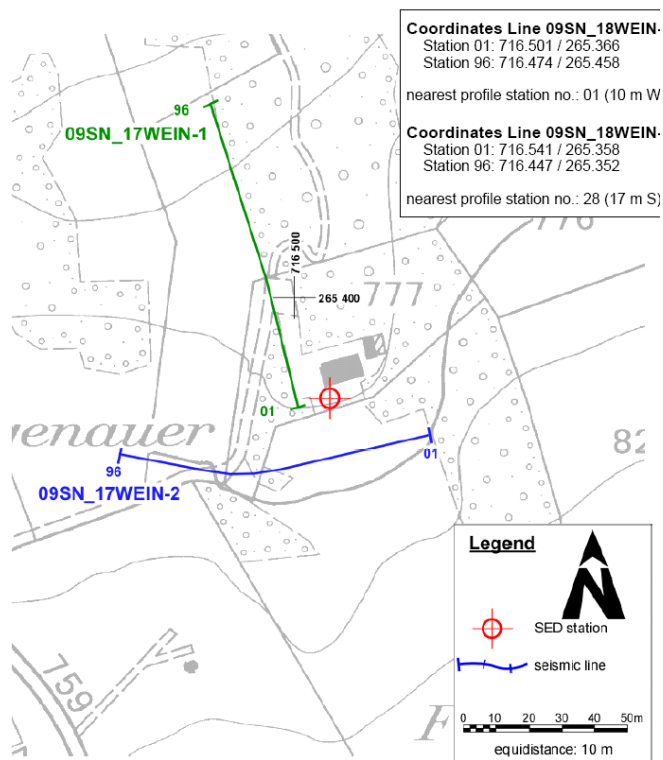 Coordinates Line 09SN_18WEIN-
Station 01: 716.501 / 265.366
Station 96: 716.474 / 265.458
nearest profile station no.: 01 (10 m W
Coordinates Line 09SN_18WEIN-
Station 01: 716.541 / 265.358
Station 96: 716.447 / 265.352
nearest profile station no.: 28 (17 m S)
96
09SN_17WEIN-1
776
716 500
265 400
777
01
enauer
82
01
96
09SN_17WEIN-2
Legend
N
SED station
seismic line
759
F
0 10 20 30 40 50m
equidistance: 10 m